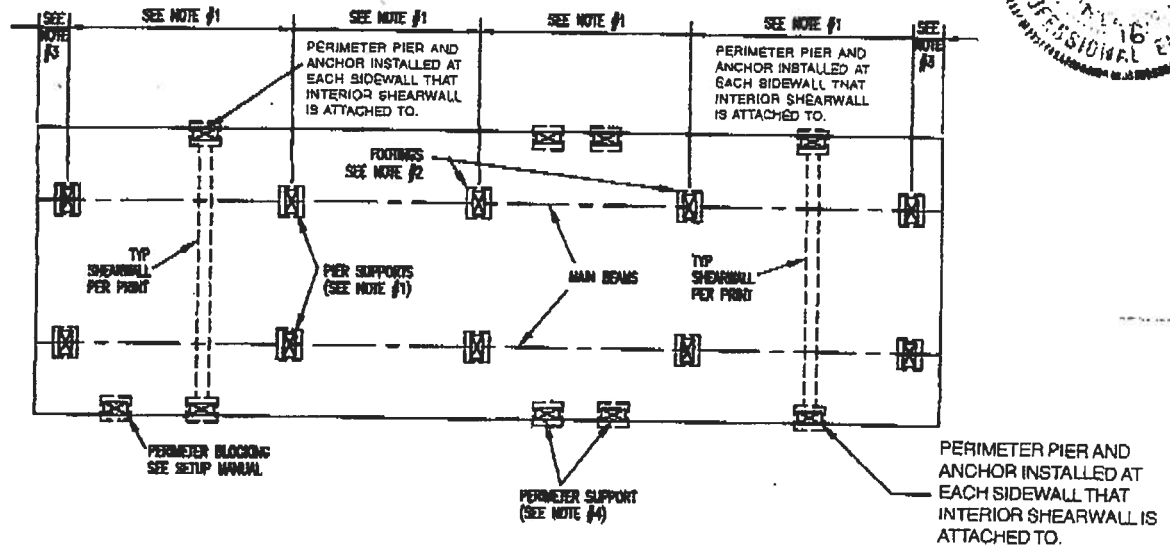 SEE NOTE #3
SEE NOTE #1
SEE NOTE #1
SEE NOTE #1
SEE NOTE #1
SEE NOTE #3
16
PERIMETER PIER AND
ANCHOR INSTALLED AT
EACH SIDEWALL THAT
INTERIOR SHEARWALL
IS ATTACHED TO.
PERIMETER PIER AND
ANCHOR INSTALLED AT
EACH SIDEWALL THAT
INTERIOR SHEARWALL
IS ATTACHED TO.
FOOTINGS
SEE NOTE #2
TYP
SHEARWALL
PER PRINT
PIER SUPPORTS
(SEE NOTE #1)
MAIN BEAMS
TYP
SHEARWALL
PER PRINT
PERIMETER BLOCKING
SEE SETUP MANUAL
PERIMETER SUPPORT
(SEE NOTE #4)
PERIMETER PIER AND
ANCHOR INSTALLED AT
EACH SIDEWALL THAT
INTERIOR SHEARWALL IS
ATTACHED TO.